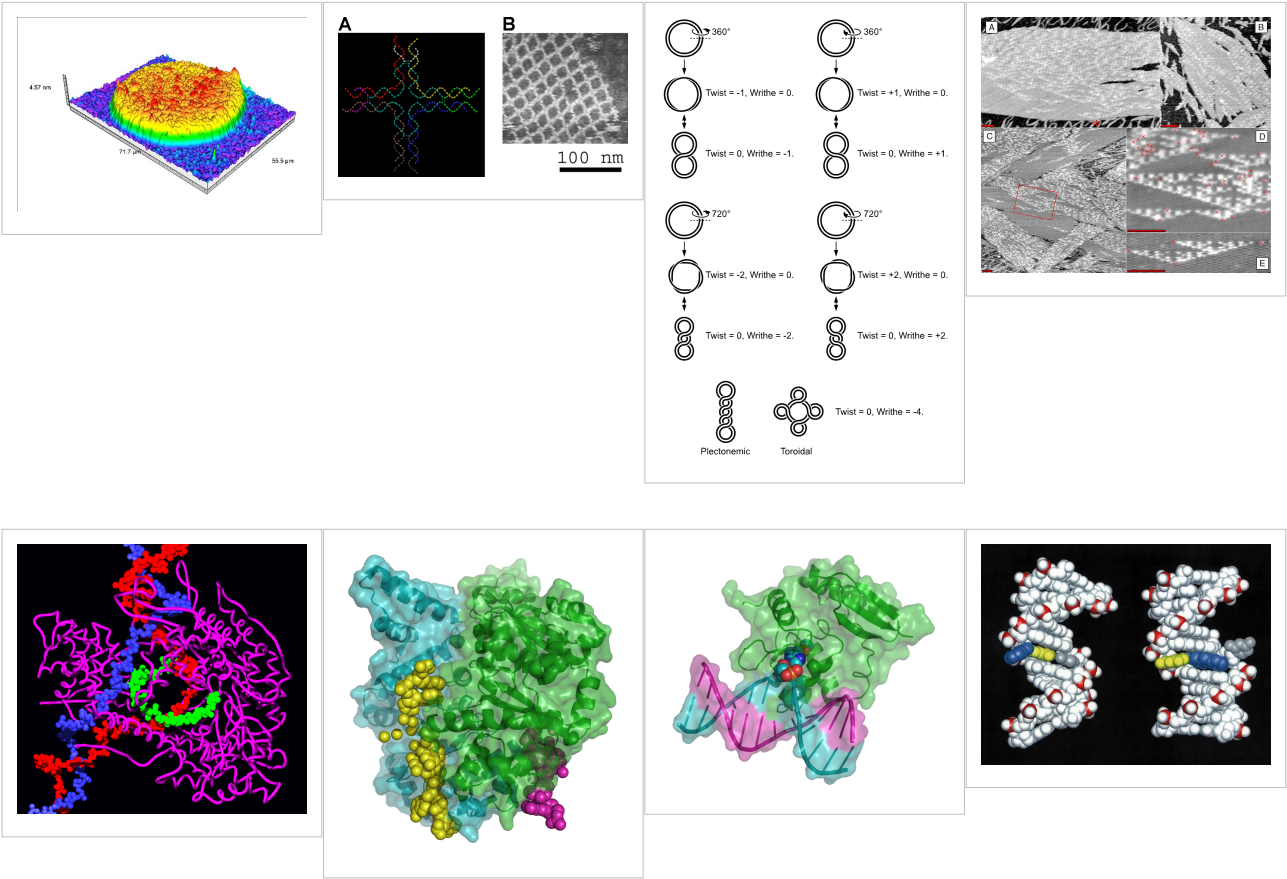 4.57 nm
71.7 µm
55.5 µm
A
B
100 nm
360°
360°
Twist = -1, Writhe = 0.
Twist = +1, Writhe = 0.
Twist = 0, Writhe = -1.
Twist = 0, Writhe = +1.
720°
720°
Twist = -2, Writhe = 0.
Twist = +2, Writhe = 0.
Twist = 0, Writhe = -2.
Twist = 0, Writhe = +2.
Twist = 0, Writhe = -4.
Plectonemic
Toroidal
A
B
C
D
E